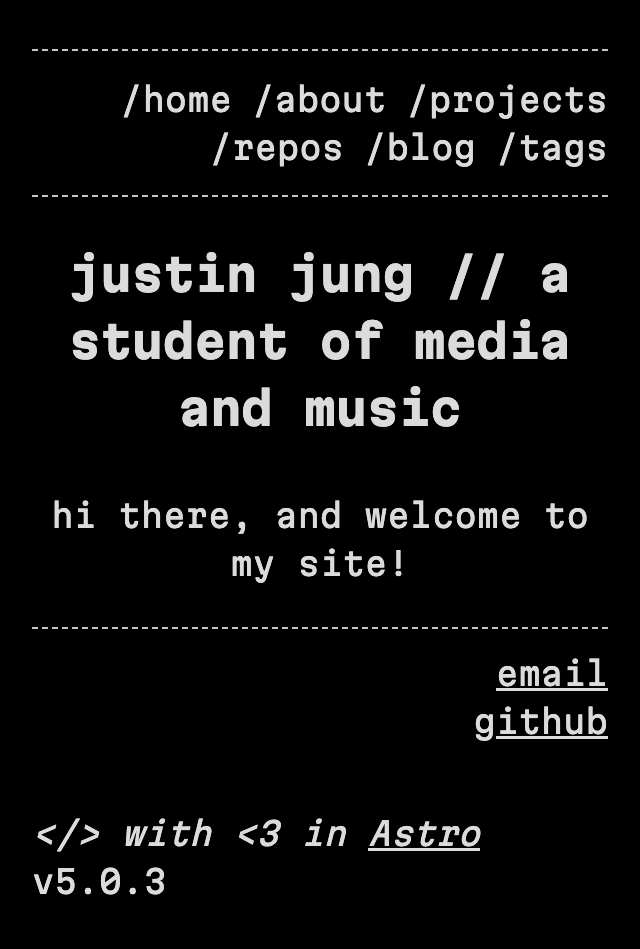 /home /about /projects
/repos /blog /tags
justin jung // a
student of media
and music
hi there, and welcome to
my site!
email
github
</> with <3 in Astro
v5.0.3